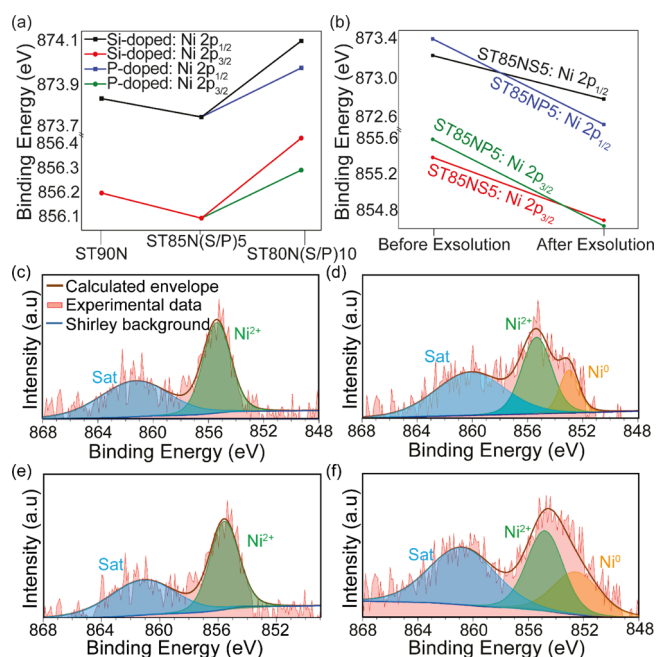 (a)
Binding Energy (eV)
874.1
873.9
873.7
856.4
856.3
856.2
856.1
Si-doped: Ni 2p1/2
Si-doped: Ni 2p3/2
P-doped: Ni 2p1/2
P-doped: Ni 2p3/2
ST90N
ST85N(S/P)5
ST80N(S/P)10
(b)
Binding Energy (eV)
873.4
873.0
872.6
855.6
855.2
854.8
ST85NS5: Ni 2p1/2
ST85NP5: Ni 2p1/2
ST85NP5: Ni 2p3/2
ST85NS5: Ni 2p3/2
Before Exsolution
After Exsolution
(c)
Intensity (a.u)
Calculated envelope
Experimental data
Shirley background
Sat
Ni2+
868 864 860 856 852 848
Binding Energy (eV)
(d)
Intensity (a.u)
Sat
Ni2+
Ni0
868 864 860 856 852 848
Binding Energy (eV)
(e)
Intensity (a.u)
Sat
Ni2+
868 864 860 856 852
Binding Energy (eV)
(f)
Intensity (a.u)
Sat
Ni2+
Ni0
868 864 860 856 852 848
Binding Energy (eV)